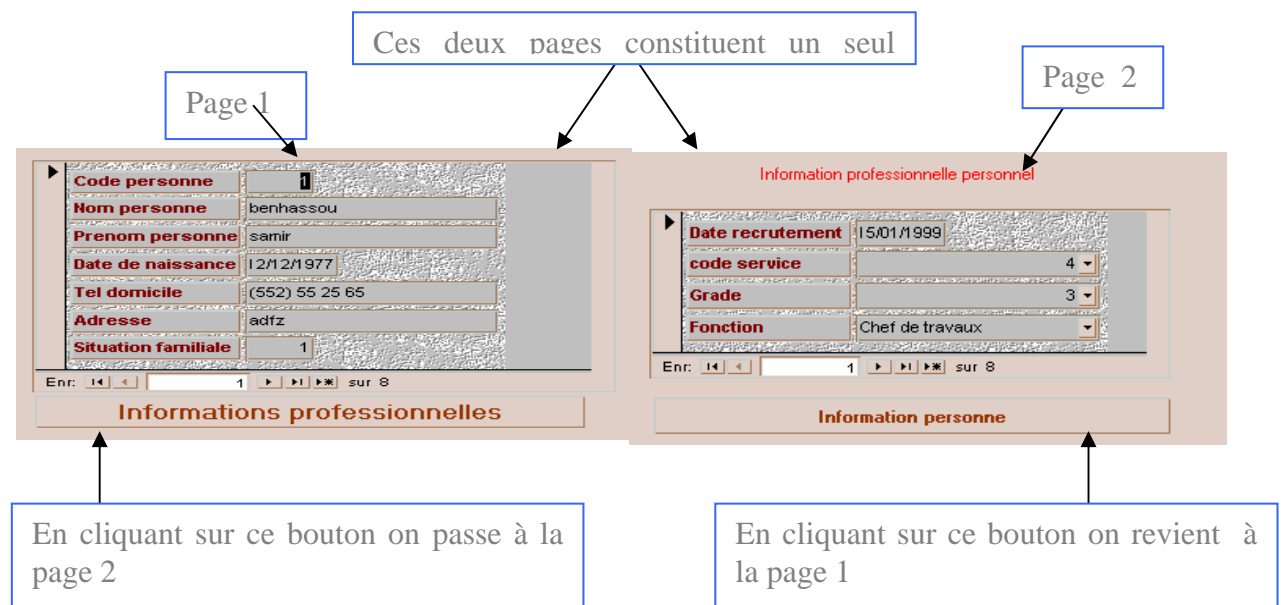 Ces deux pages constituent un seul
Page 1
Page 2
Code personne 1
Nom personne benhassou
Prenom personne samir
Date de naissance 12/12/1977
Tel domicile (552) 55 25 65
Adresse adfz
Situation familiale 1
Enr: 1 sur 8
Informations professionnelles
Information professionnelle personnel
Date recrutement 15/01/1999
code service 4
Grade 3
Fonction Chef de travaux
Enr: 1 sur 8
Information personne
En cliquant sur ce bouton on passe à la
page 2
En cliquant sur ce bouton on revient à
la page 1